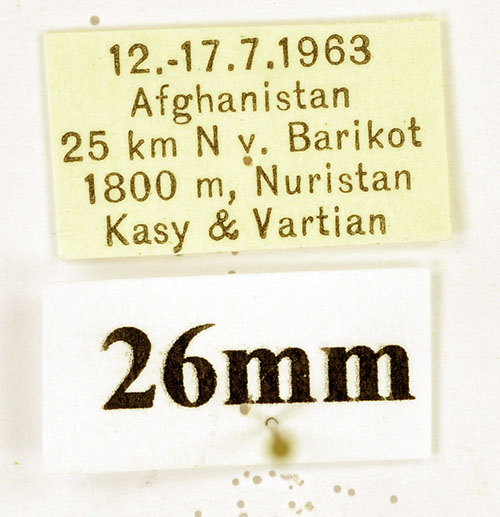 12.-17.7.1963
Afghanistan
25 km N v. Barikot
1800 m, Nuristan
Kasy & Vartian
26mm